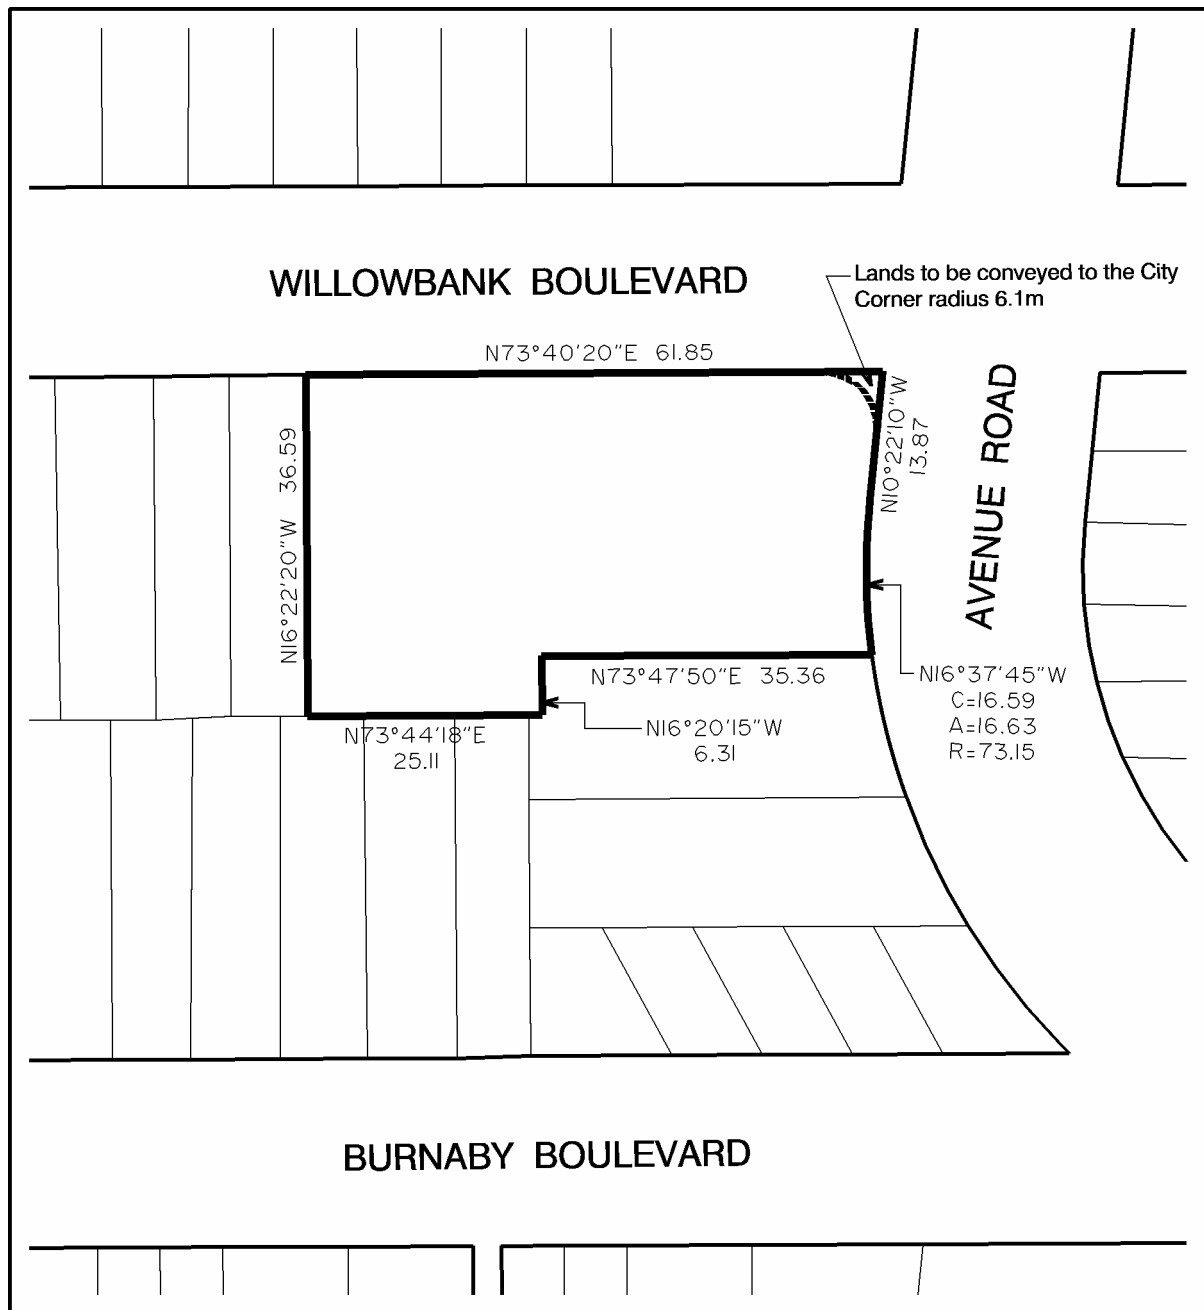 WILLOWBANK BOULEVARD
Lands to be conveyed to the City
Corner radius 6.1m
N73°40'20"E 61.85
N10°22'10"W
13.87
AVENUE ROAD
N16°22'20"W 36.59
N73°47'50"E 35.36
N16°37'45"W
C=16.59
A=16.63
R=73.15
N73°44'18"E
25.11
N16°20'15"W
6.31
BURNABY BOULEVARD